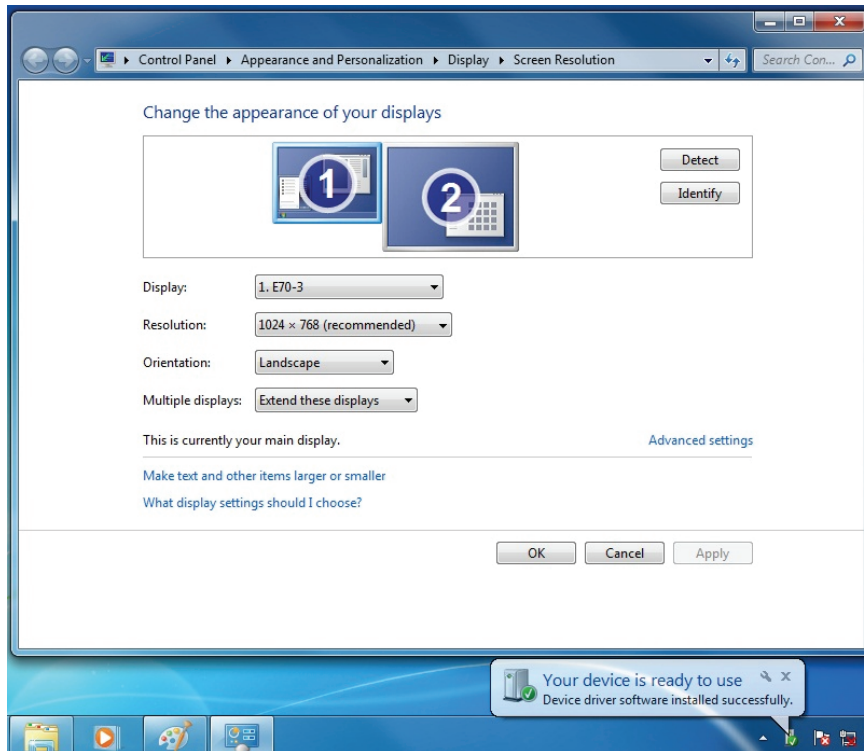 Control Panel Appearance and Personalization Display Screen Resolution Search Con...
Change the appearance of your displays
1 2
Detect
Identify
Display: 1. E70-3
Resolution: 1024 × 768 (recommended)
Orientation: Landscape
Multiple displays: Extend these displays
This is currently your main display. Advanced settings
Make text and other items larger or smaller
What display settings should I choose?
OK Cancel Apply
Your device is ready to use
Device driver software installed successfully.